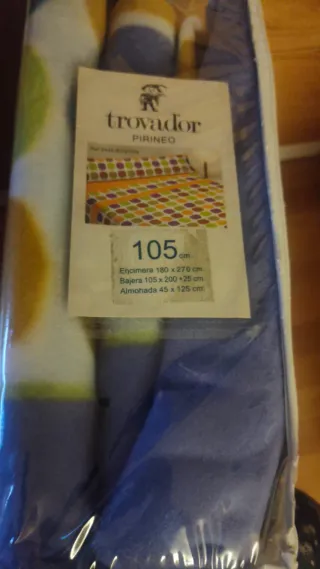 trovador
PIRINEO
105 cm
Encimera 180 x 270 cm
Bajera 105 x 200 +25 cm
Almohada 45 x 125 cm